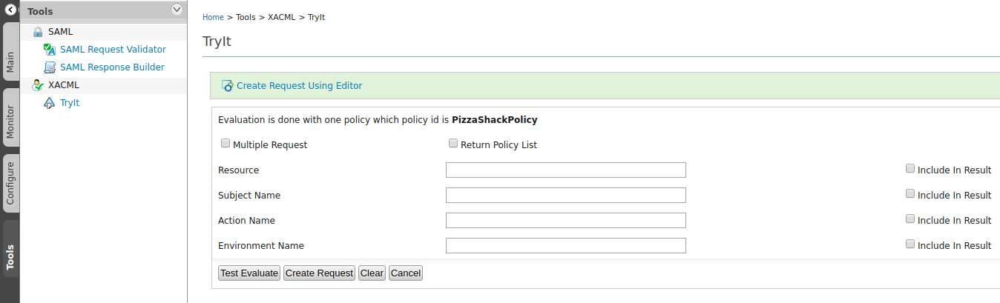 Main
Monitor
Configure
Tools
Tools
SAML
SAML Request Validator
SAML Response Builder
XACML
TryIt
Home > Tools > XACML > TryIt
TryIt
Create Request Using Editor
Evaluation is done with one policy which policy id is PizzaShackPolicy
Multiple Request Return Policy List
Resource Include In Result
Subject Name Include In Result
Action Name Include In Result
Environment Name Include In Result
Test Evaluate Create Request Clear Cancel